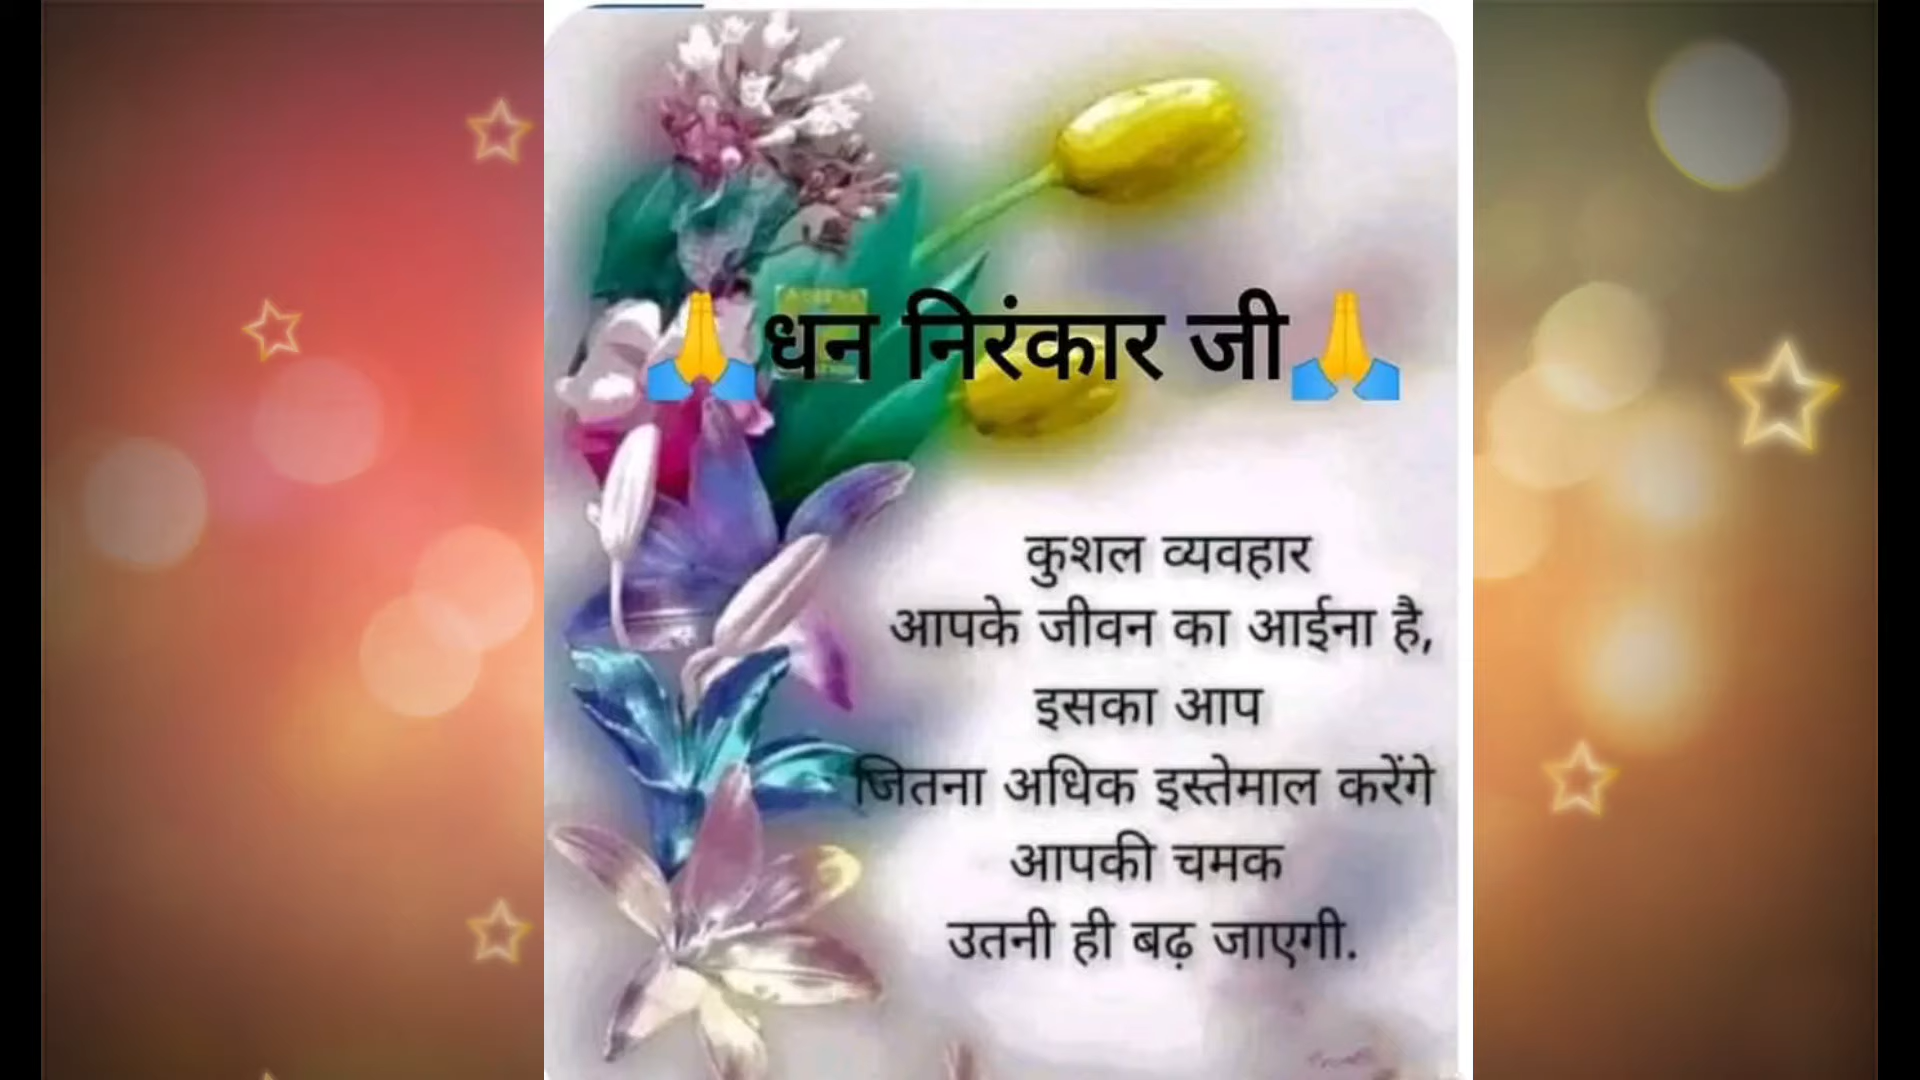 🙏धन निरंकार जी🙏
कुशल व्यवहार
आपके जीवन का आईना है,
इसका आप
जितना अधिक इस्तेमाल करेंगे
आपकी चमक
उतनी ही बढ़ जाएगी.